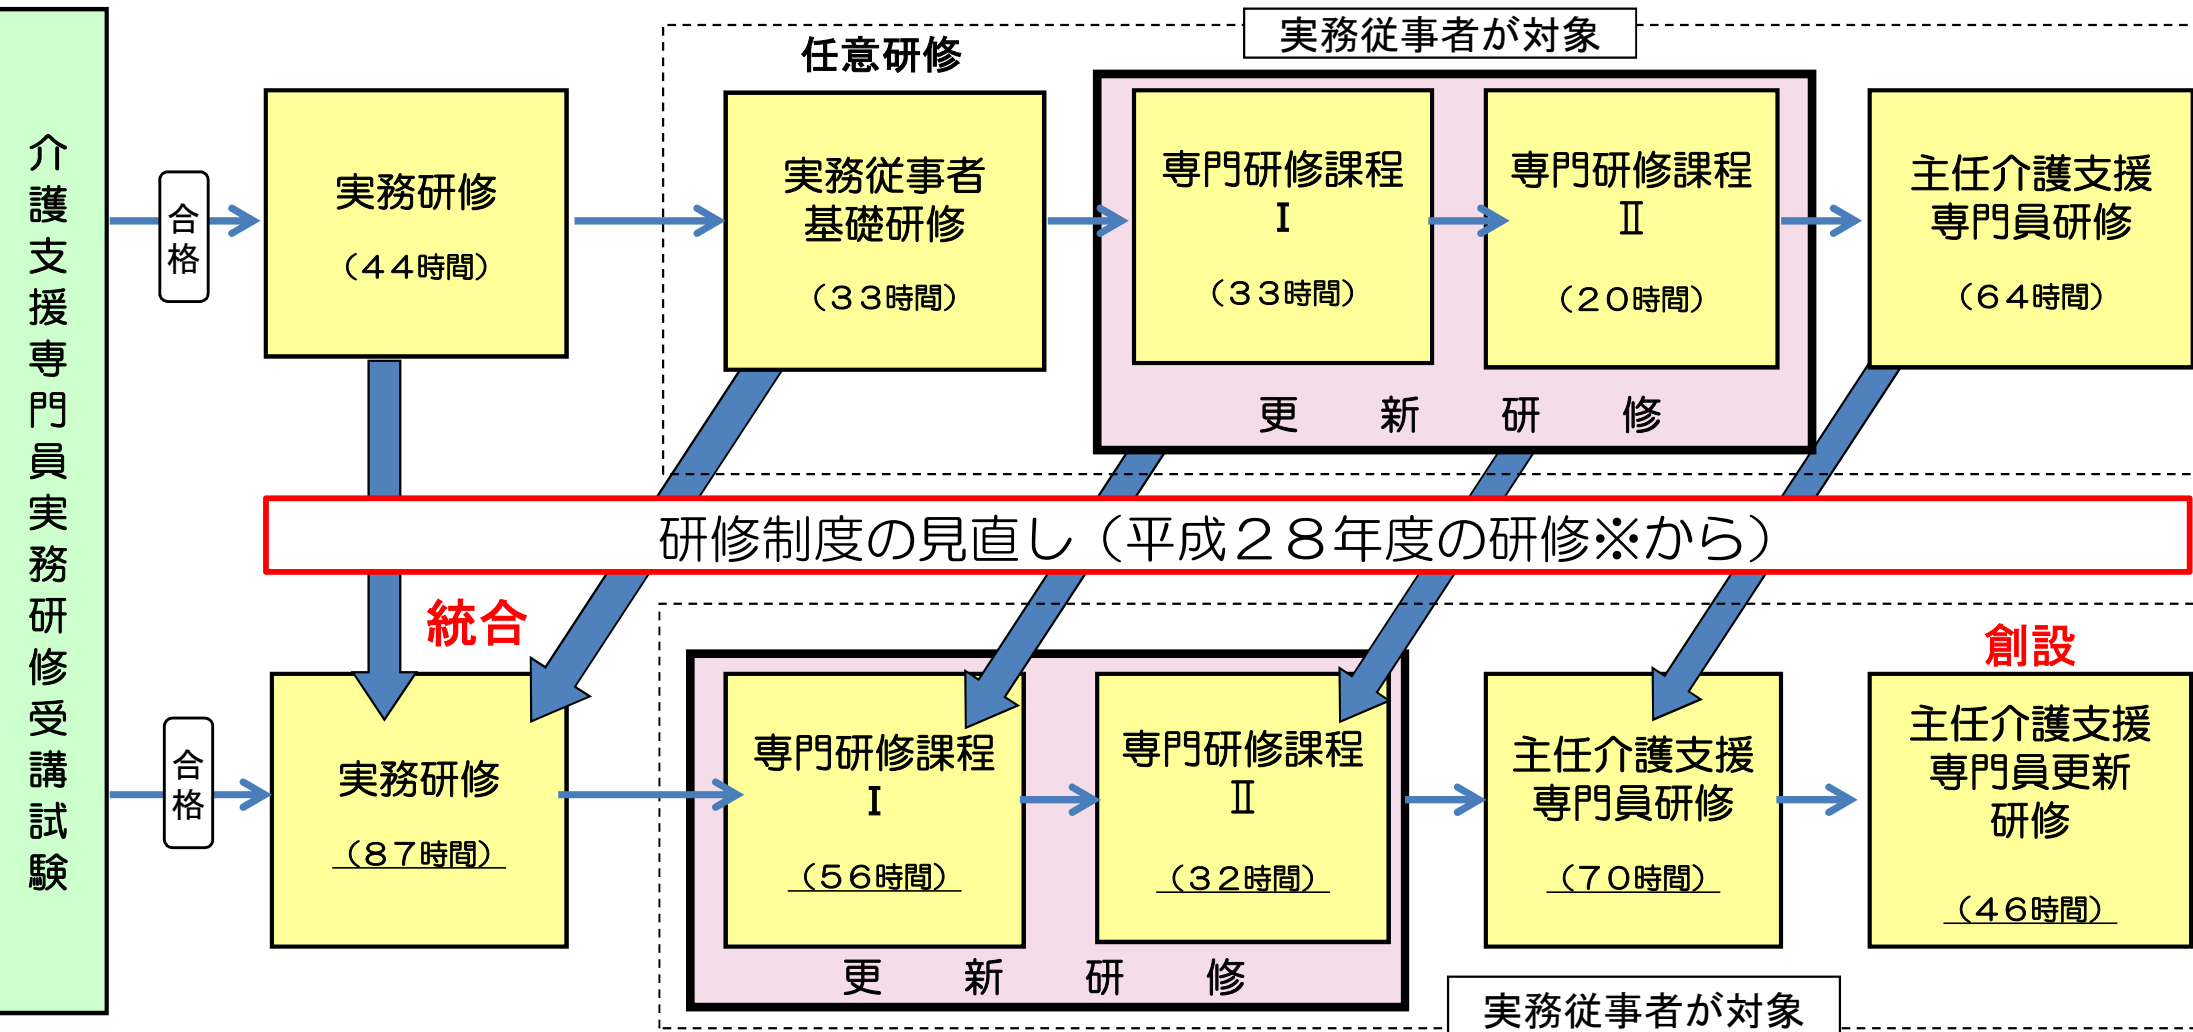 介護支援専門員実務研修受講試験
合格
実務研修
（４４時間）
任意研修
実務従事者
基礎研修
（３３時間）
実務従事者が対象
専門研修課程
Ⅰ
（３３時間）
専門研修課程
Ⅱ
（２０時間）
更新研修
主任介護支援
専門員研修
（６４時間）
研修制度の見直し（平成２８年度の研修※から）
統合
創設
合格
実務研修
（８７時間）
専門研修課程
Ⅰ
（５６時間）
専門研修課程
Ⅱ
（３２時間）
更新研修
主任介護支援
専門員研修
（７０時間）
主任介護支援
専門員更新
研修
（４６時間）
実務従事者が対象